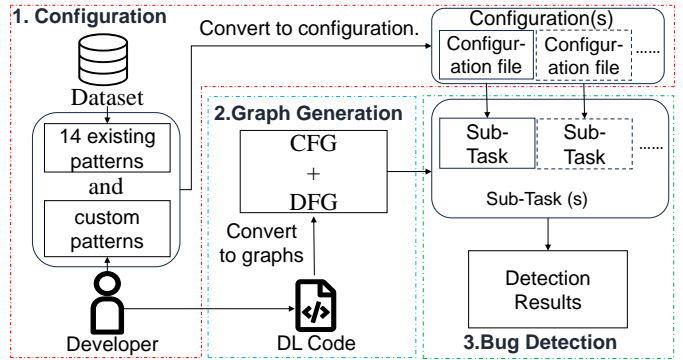 1. Configuration
Convert to configuration.
Configuration(s)
Configur-
ation file
Configur-
ation file
......
Dataset
14 existing
patterns
and
custom
patterns
Developer
2.Graph Generation
CFG
+
DFG
Convert
to graphs
DL Code
Sub-
Task
Sub-
Task
......
Sub-Task (s)
Detection
Results
3.Bug Detection